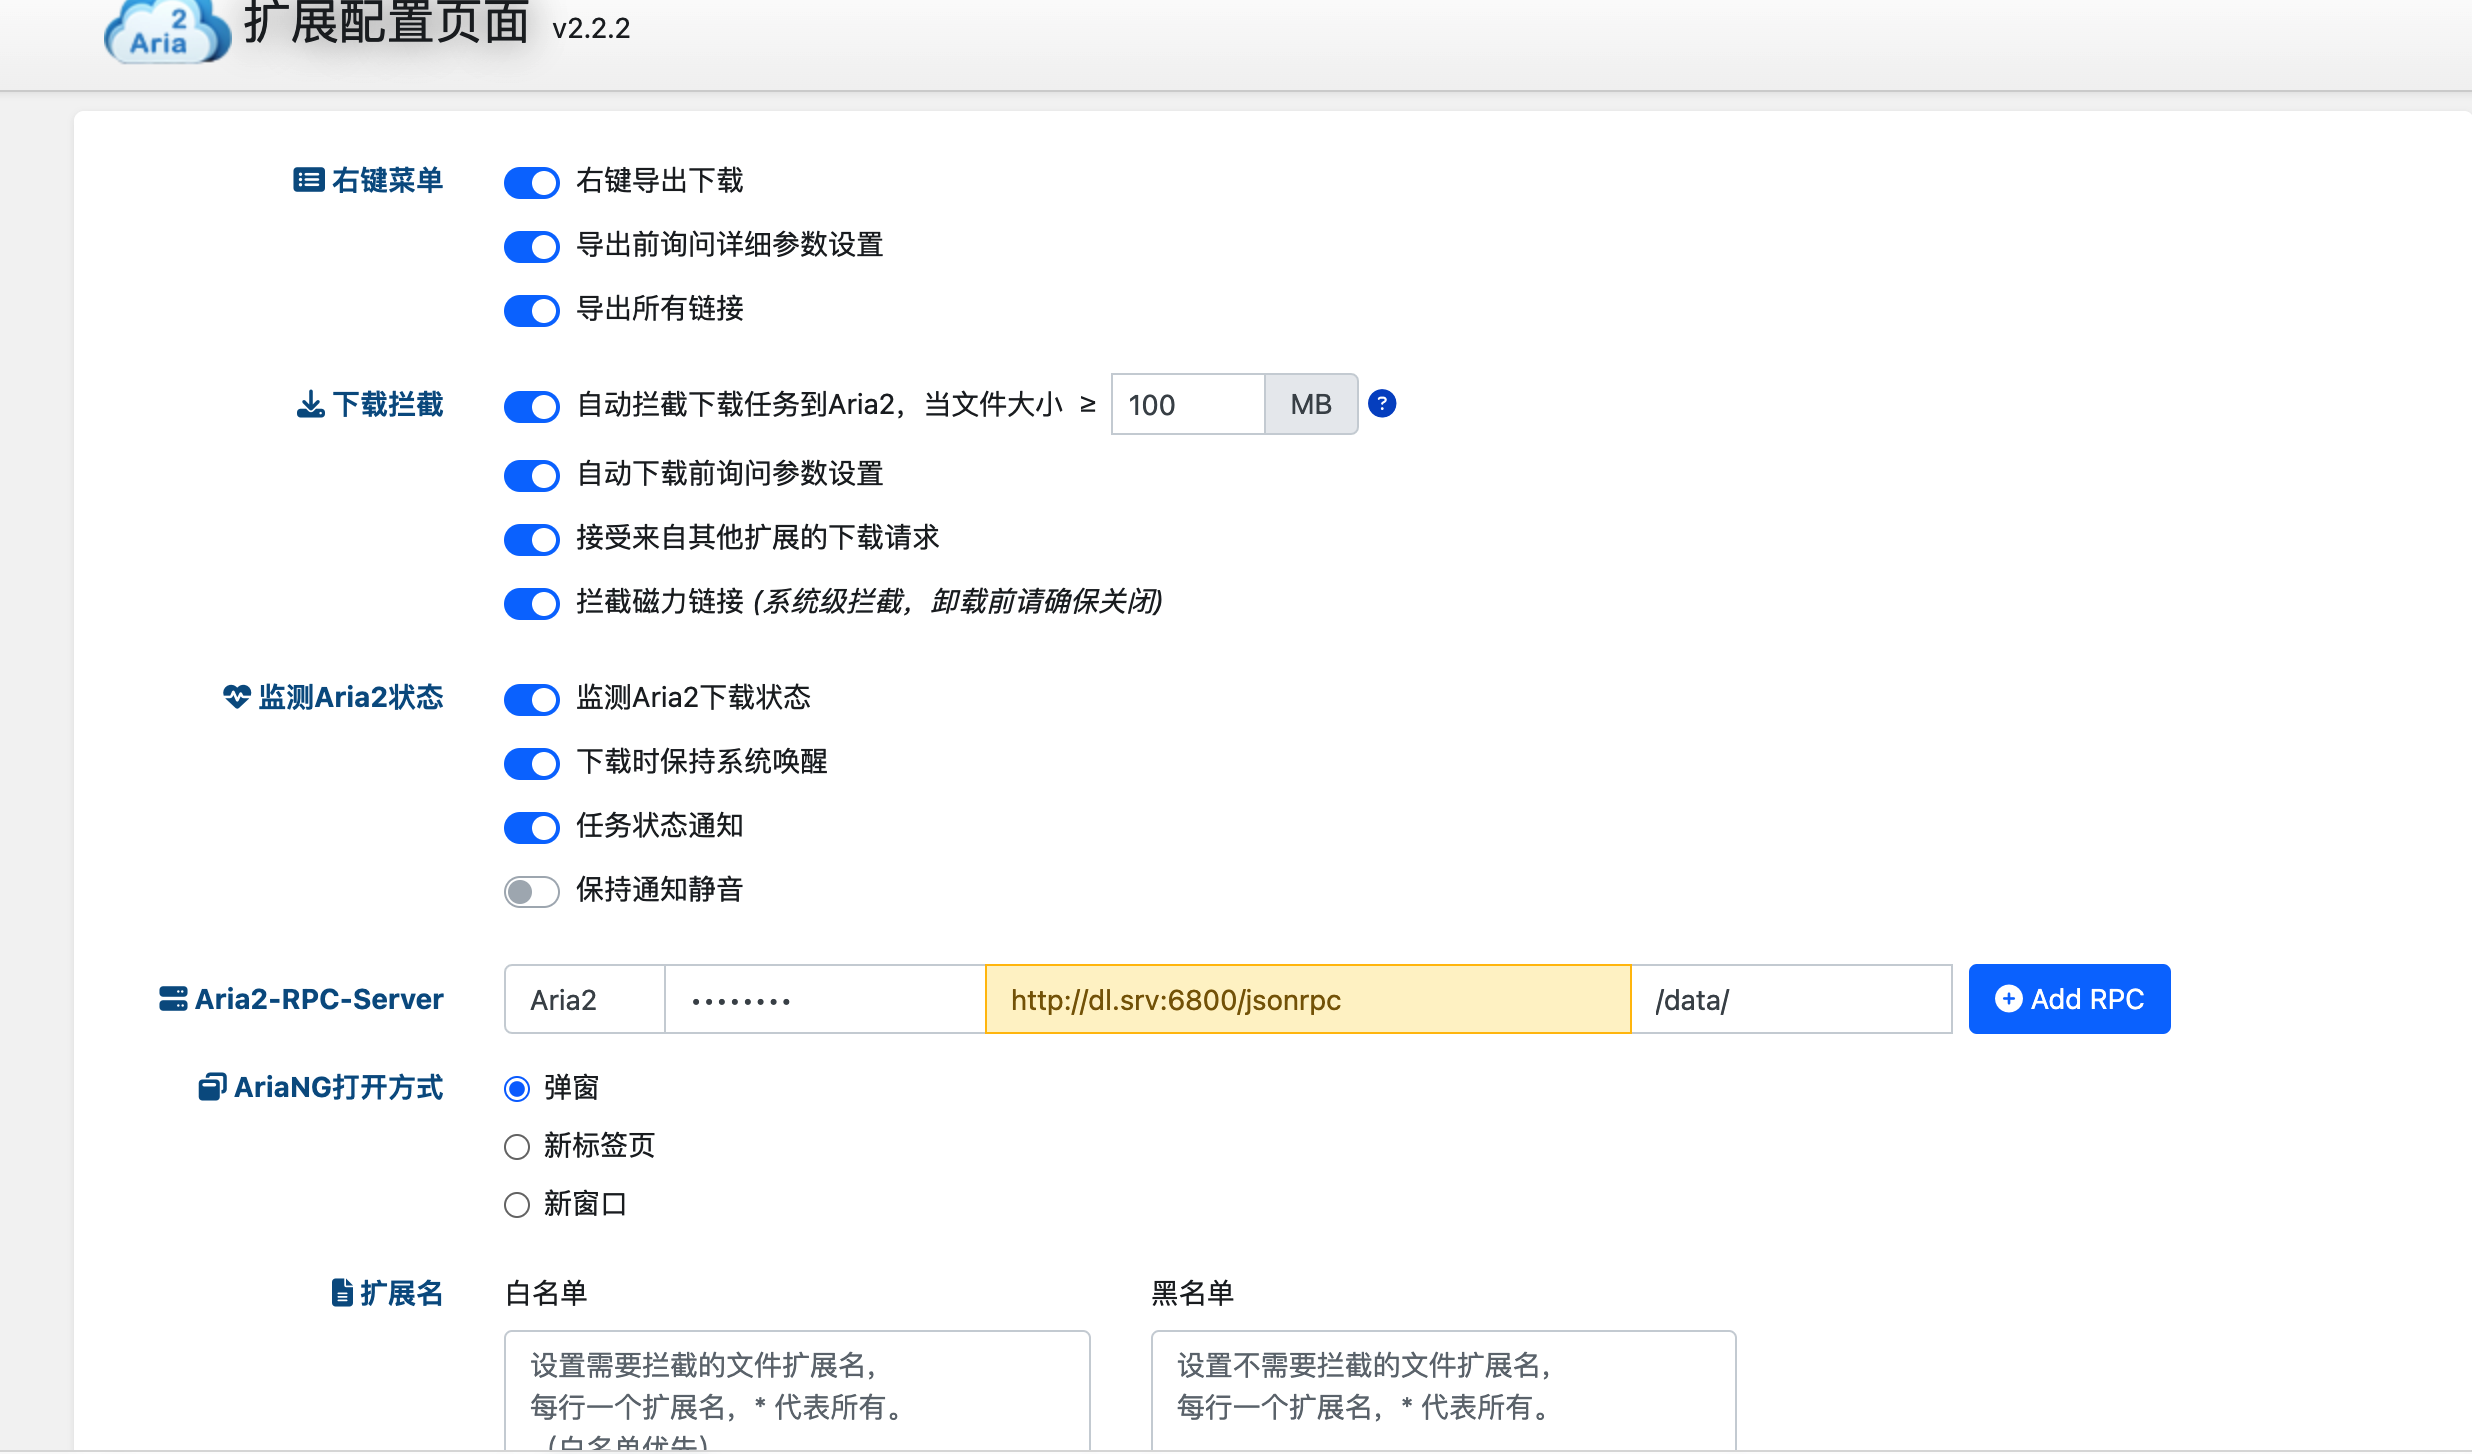 2
Aria
扩展配置页面 v2.2.2
右键菜单 右键导出下载
导出前询问详细参数设置
导出所有链接
下载拦截 自动拦截下载任务到Aria2，当文件大小 ≥ 100 MB ?
自动下载前询问参数设置
接受来自其他扩展的下载请求
拦截磁力链接 (系统级拦截，卸载前请确保关闭)
监测Aria2状态 监测Aria2下载状态
下载时保持系统唤醒
任务状态通知
保持通知静音
Aria2-RPC-Server Aria2 •••••••• http://dl.srv:6800/jsonrpc /data/ Add RPC
AriaNG打开方式 弹窗
新标签页
新窗口
扩展名 白名单 黑名单
设置需要拦截的文件扩展名，
每行一个扩展名，* 代表所有。
（白名单优先）
设置不需要拦截的文件扩展名，
每行一个扩展名，* 代表所有。